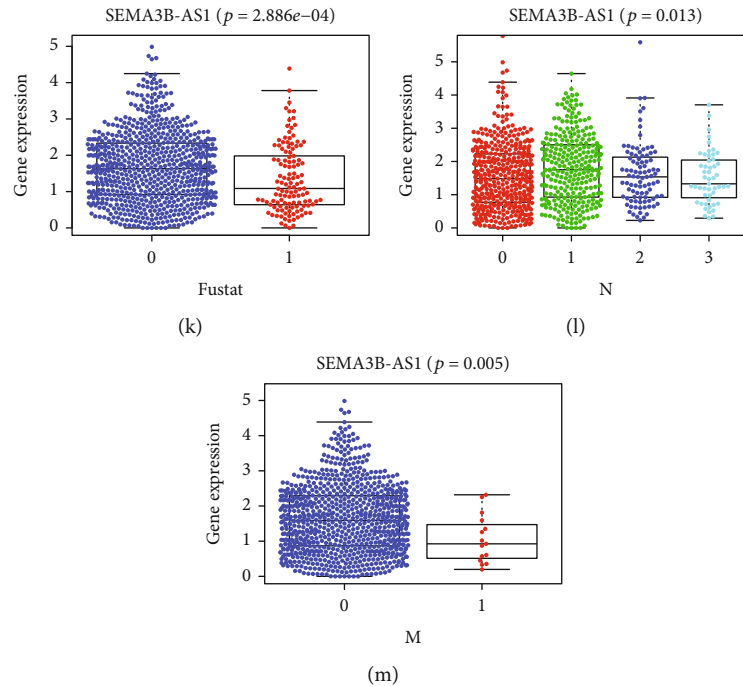 SEMA3B-AS1 (p = 2.886e−04)
Gene expression
5
4
3
2
1
0
0 1
Fustat
(k)
SEMA3B-AS1 (p = 0.013)
Gene expression
5
4
3
2
1
0
0 1 2 3
N
(l)
SEMA3B-AS1 (p = 0.005)
Gene expression
5
4
3
2
1
0
0 1
M
(m)